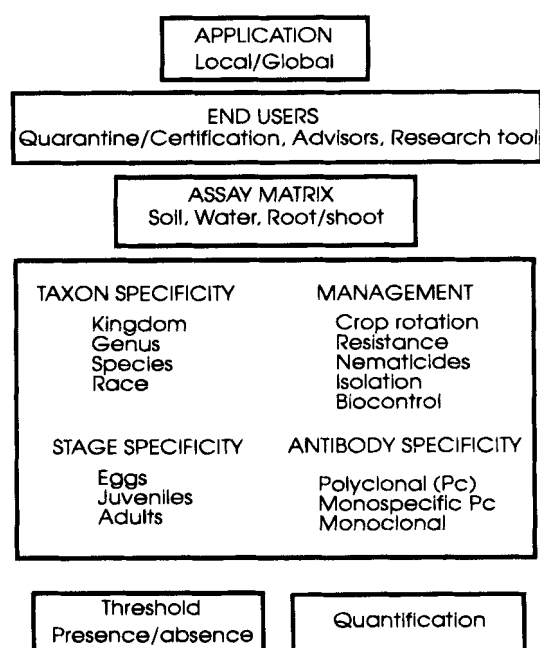 APPLICATION
Local/Global
END USERS
Quarantine/Certification, Advisors, Research tool
ASSAY MATRIX
Soil, Water, Root/shoot
TAXON SPECIFICITY
Kingdom
Genus
Species
Race
MANAGEMENT
Crop rotation
Resistance
Nematicides
Isolation
Biocontrol
STAGE SPECIFICITY
Eggs
Juveniles
Adults
ANTIBODY SPECIFICITY
Polyclonal (Pc)
Monospecific Pc
Monoclonal
Threshold
Presence/absence
Quantification